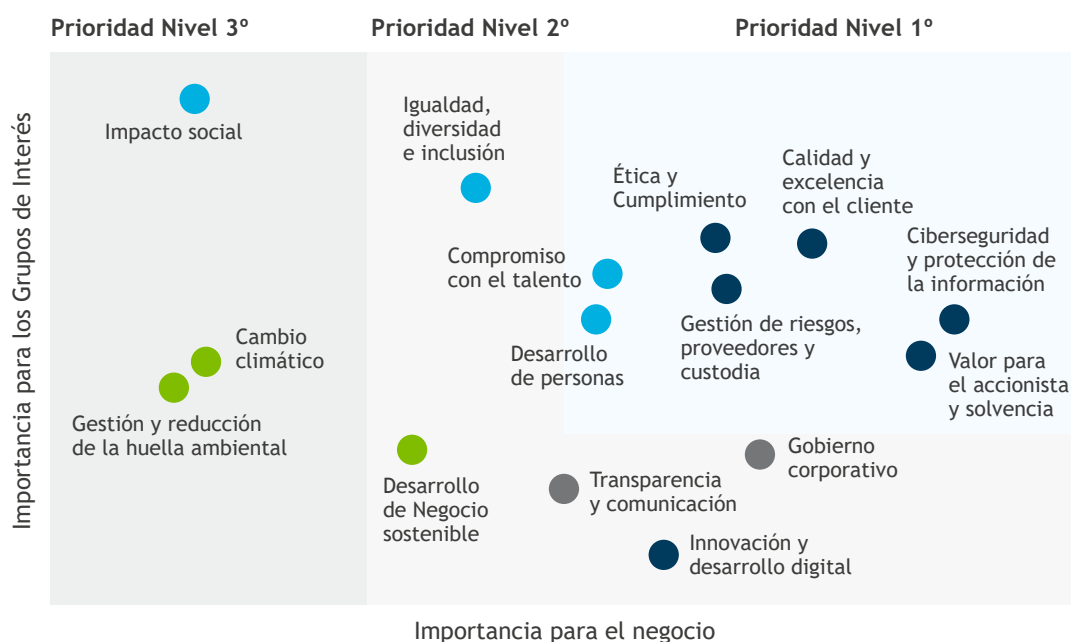 Prioridad Nivel 3º
Prioridad Nivel 2º
Prioridad Nivel 1º
Importancia para los Grupos de Interés
Impacto social
Igualdad,
diversidad
e inclusión
Ética y
Cumplimiento
Calidad y
excelencia
con el cliente
Ciberseguridad
y protección de
la información
Compromiso
con el talento
Gestión de riesgos,
proveedores y
custodia
Desarrollo
de personas
Valor para
el accionista
y solvencia
Cambio
climático
Gestión y reducción
de la huella ambiental
Desarrollo
de Negocio
sostenible
Transparencia
y comunicación
Gobierno
corporativo
Innovación y
desarrollo digital
Importancia para el negocio